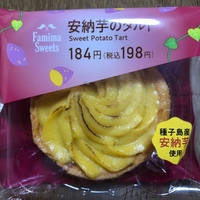 Famima
Sweets
安納芋のタルト
Sweet Potato Tart
184円(税込198円)
種子島産
安納芋
使用